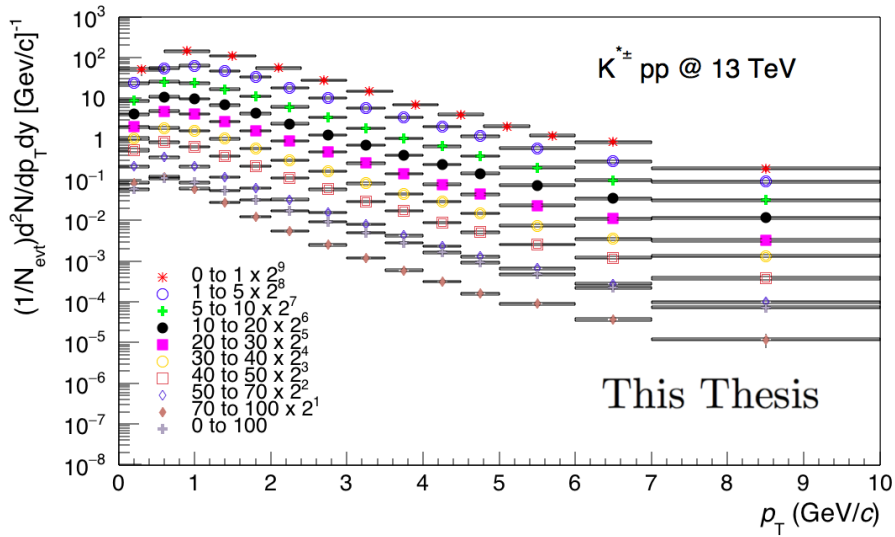 (1/N_evt)d²N/dp_T dy [Gev/c]⁻¹
10³
10²
10
1
10⁻¹
10⁻²
10⁻³
10⁻⁴
10⁻⁵
10⁻⁶
10⁻⁷
10⁻⁸
K*± pp @ 13 TeV
0 to 1 x 2⁹
1 to 5 x 2⁸
5 to 10 x 2⁷
10 to 20 x 2⁶
20 to 30 x 2⁵
30 to 40 x 2⁴
40 to 50 x 2³
50 to 70 x 2²
70 to 100 x 2¹
0 to 100
This Thesis
0 1 2 3 4 5 6 7 8 9 10
p_T (GeV/c)